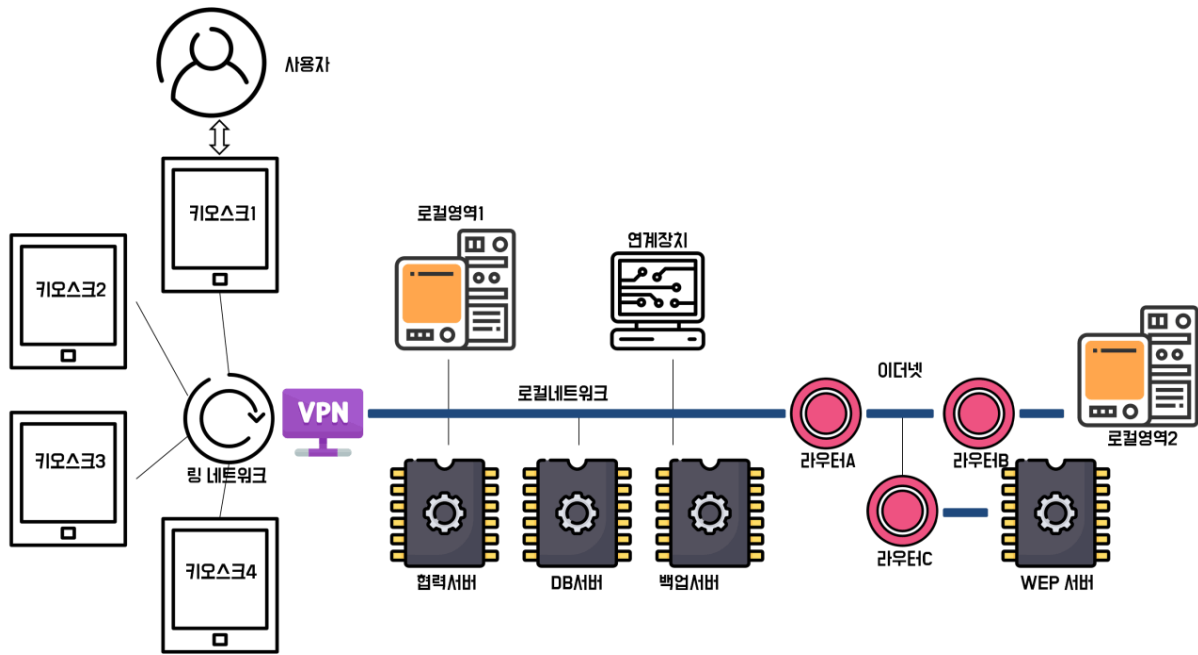 사용자
키오스크1
키오스크2
키오스크3
키오스크4
링 네트워크
VPN
로컬영역1
연계장치
로컬네트워크
이더넷
라우터A
라우터B
라우터C
로컬영역2
협력서버
DB서버
백업서버
WEP 서버